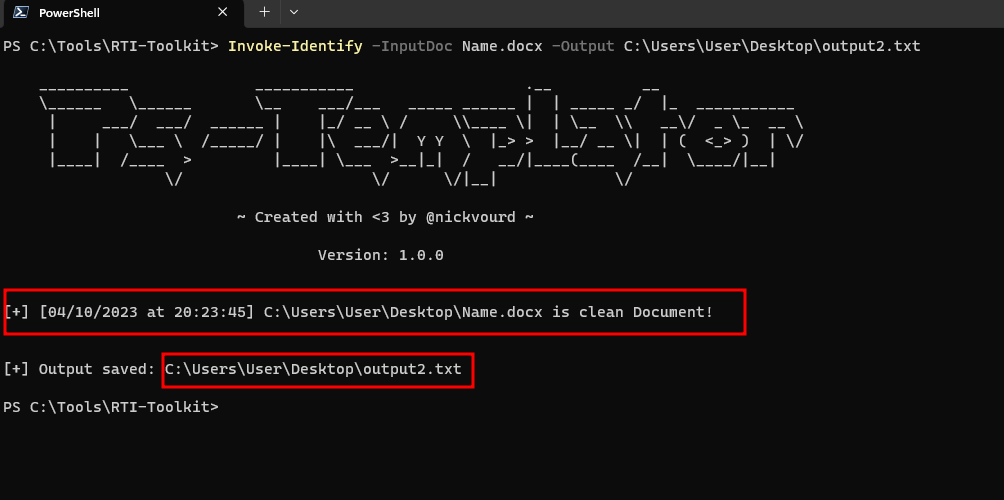 PowerShell
PS C:\Tools\RTI-Toolkit> Invoke-Identify -InputDoc Name.docx -Output C:\Users\User\Desktop\output2.txt
Ps-Templator
~ Created with <3 by @nickvourd ~
Version: 1.0.0
[+] [04/10/2023 at 20:23:45] C:\Users\User\Desktop\Name.docx is clean Document!
[+] Output saved: C:\Users\User\Desktop\output2.txt
PS C:\Tools\RTI-Toolkit>